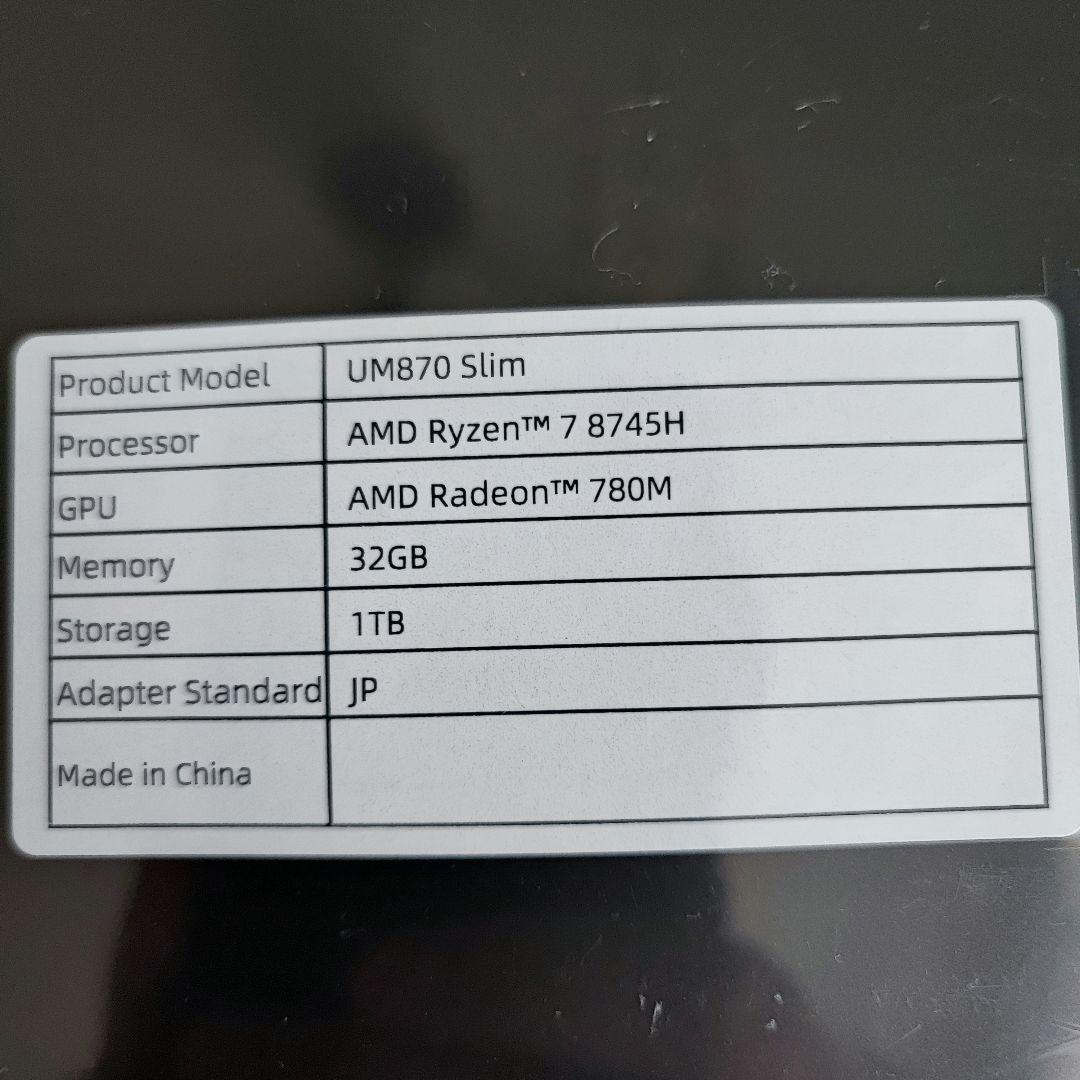 Product Model UM870 Slim
Processor AMD Ryzen™ 7 8745H
GPU AMD Radeon™ 780M
Memory 32GB
Storage 1TB
Adapter Standard JP
Made in China